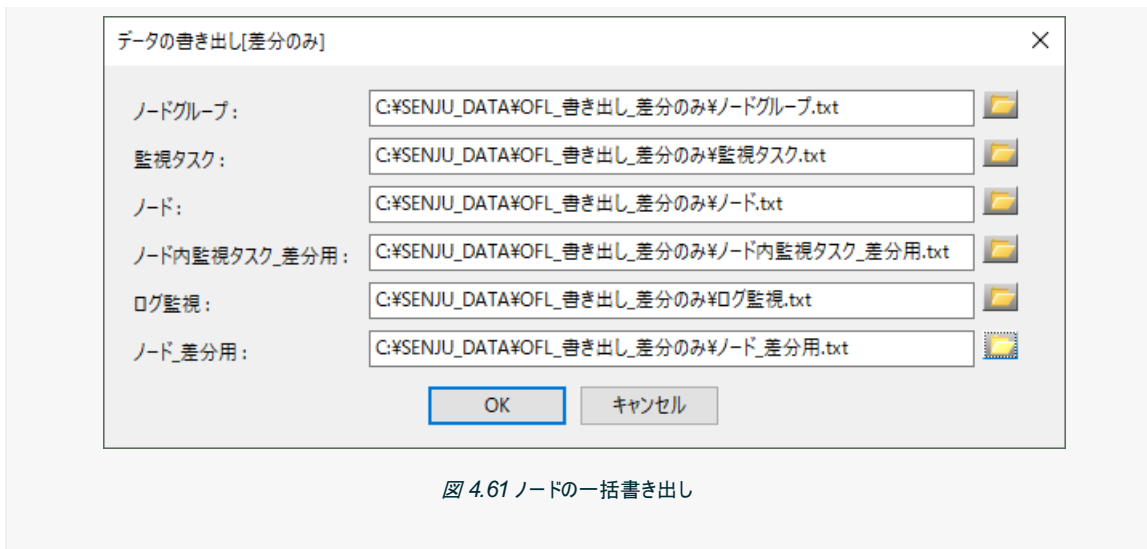 データの書き出し[差分のみ]
ノードグループ : C:¥SENJU_DATA¥OFL_書き出し_差分のみ¥ノードグループ.txt
監視タスク : C:¥SENJU_DATA¥OFL_書き出し_差分のみ¥監視タスク.txt
ノード : C:¥SENJU_DATA¥OFL_書き出し_差分のみ¥ノード.txt
ノード内監視タスク_差分用 : C:¥SENJU_DATA¥OFL_書き出し_差分のみ¥ノード内監視タスク_差分用.txt
ログ監視 : C:¥SENJU_DATA¥OFL_書き出し_差分のみ¥ログ監視.txt
ノード_差分用 : C:¥SENJU_DATA¥OFL_書き出し_差分のみ¥ノード_差分用.txt
OK キャンセル
図 4.61 ノードの一括書き出し